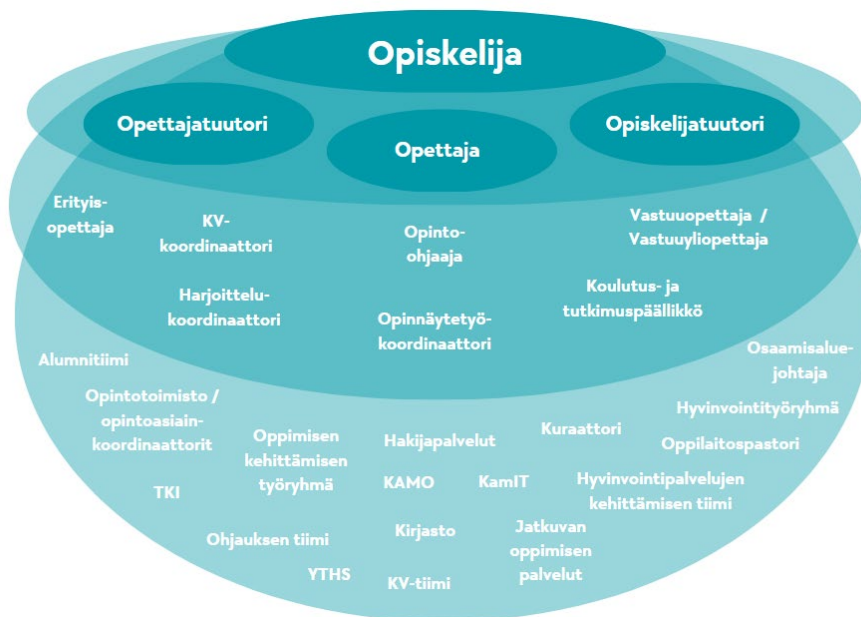 Opiskelija
Opettajatuutori
Opettaja
Opiskelijatuutori
Erityis-
opettaja
KV-
koordinaattori
Opinto-
ohjaaja
Vastuuopettaja /
Vastuuyliopettaja
Harjoittelu-
koordinaattori
Opinnäytetyö-
koordinaattori
Koulutus- ja
tutkimuspäällikkö
Alumnitiimi
Osaamisalue-
johtaja
Opintotoimisto /
opintoasiain-
koordinaattorit
Oppimisen
kehittämisen
työryhmä
Hakijapalvelut
Kuraattori
Hyvinvointityöryhmä
Oppilaitospastori
TKI
KAMO
KamIT
Hyvinvointipalvelujen
kehittämisen tiimi
Ohjauksen tiimi
Kirjasto
Jatkuvan
oppimisen
palvelut
YTHS
KV-tiimi